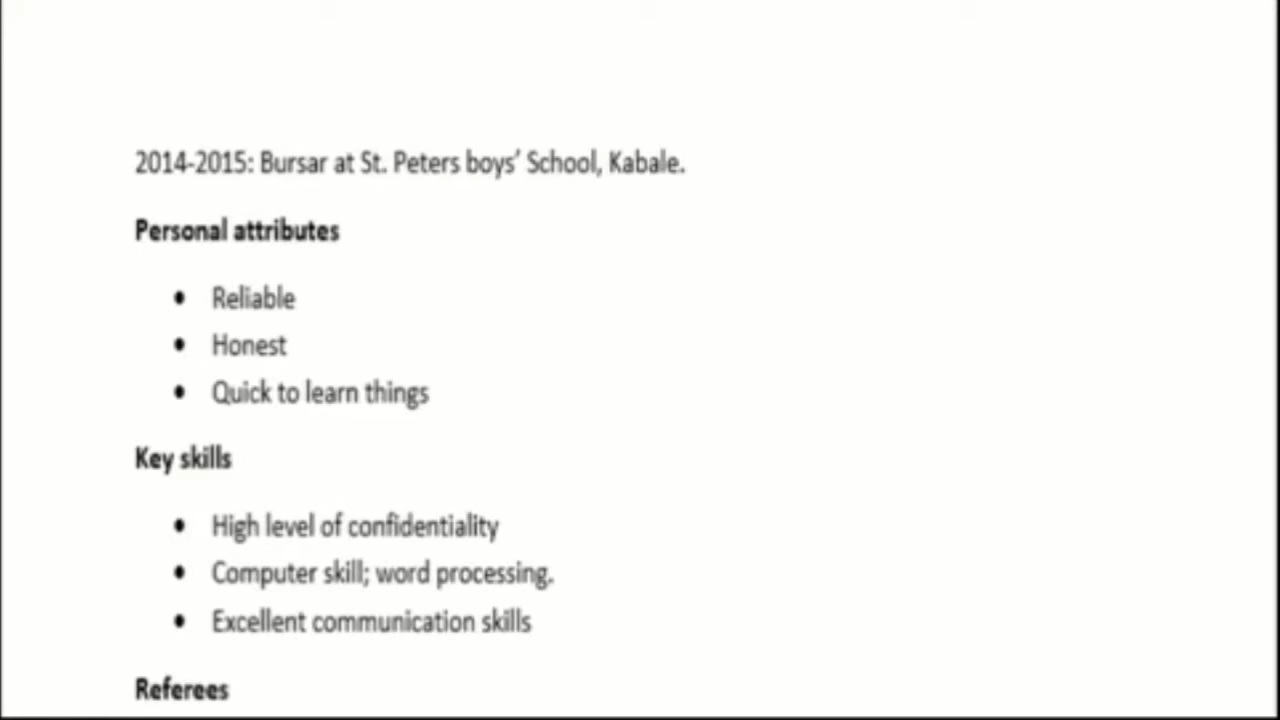 2014-2015: Bursar at St. Peters boys’ School, Kabale.
Personal attributes
• Reliable
• Honest
• Quick to learn things
Key skills
• High level of confidentiality
• Computer skill; word processing.
• Excellent communication skills
Referees